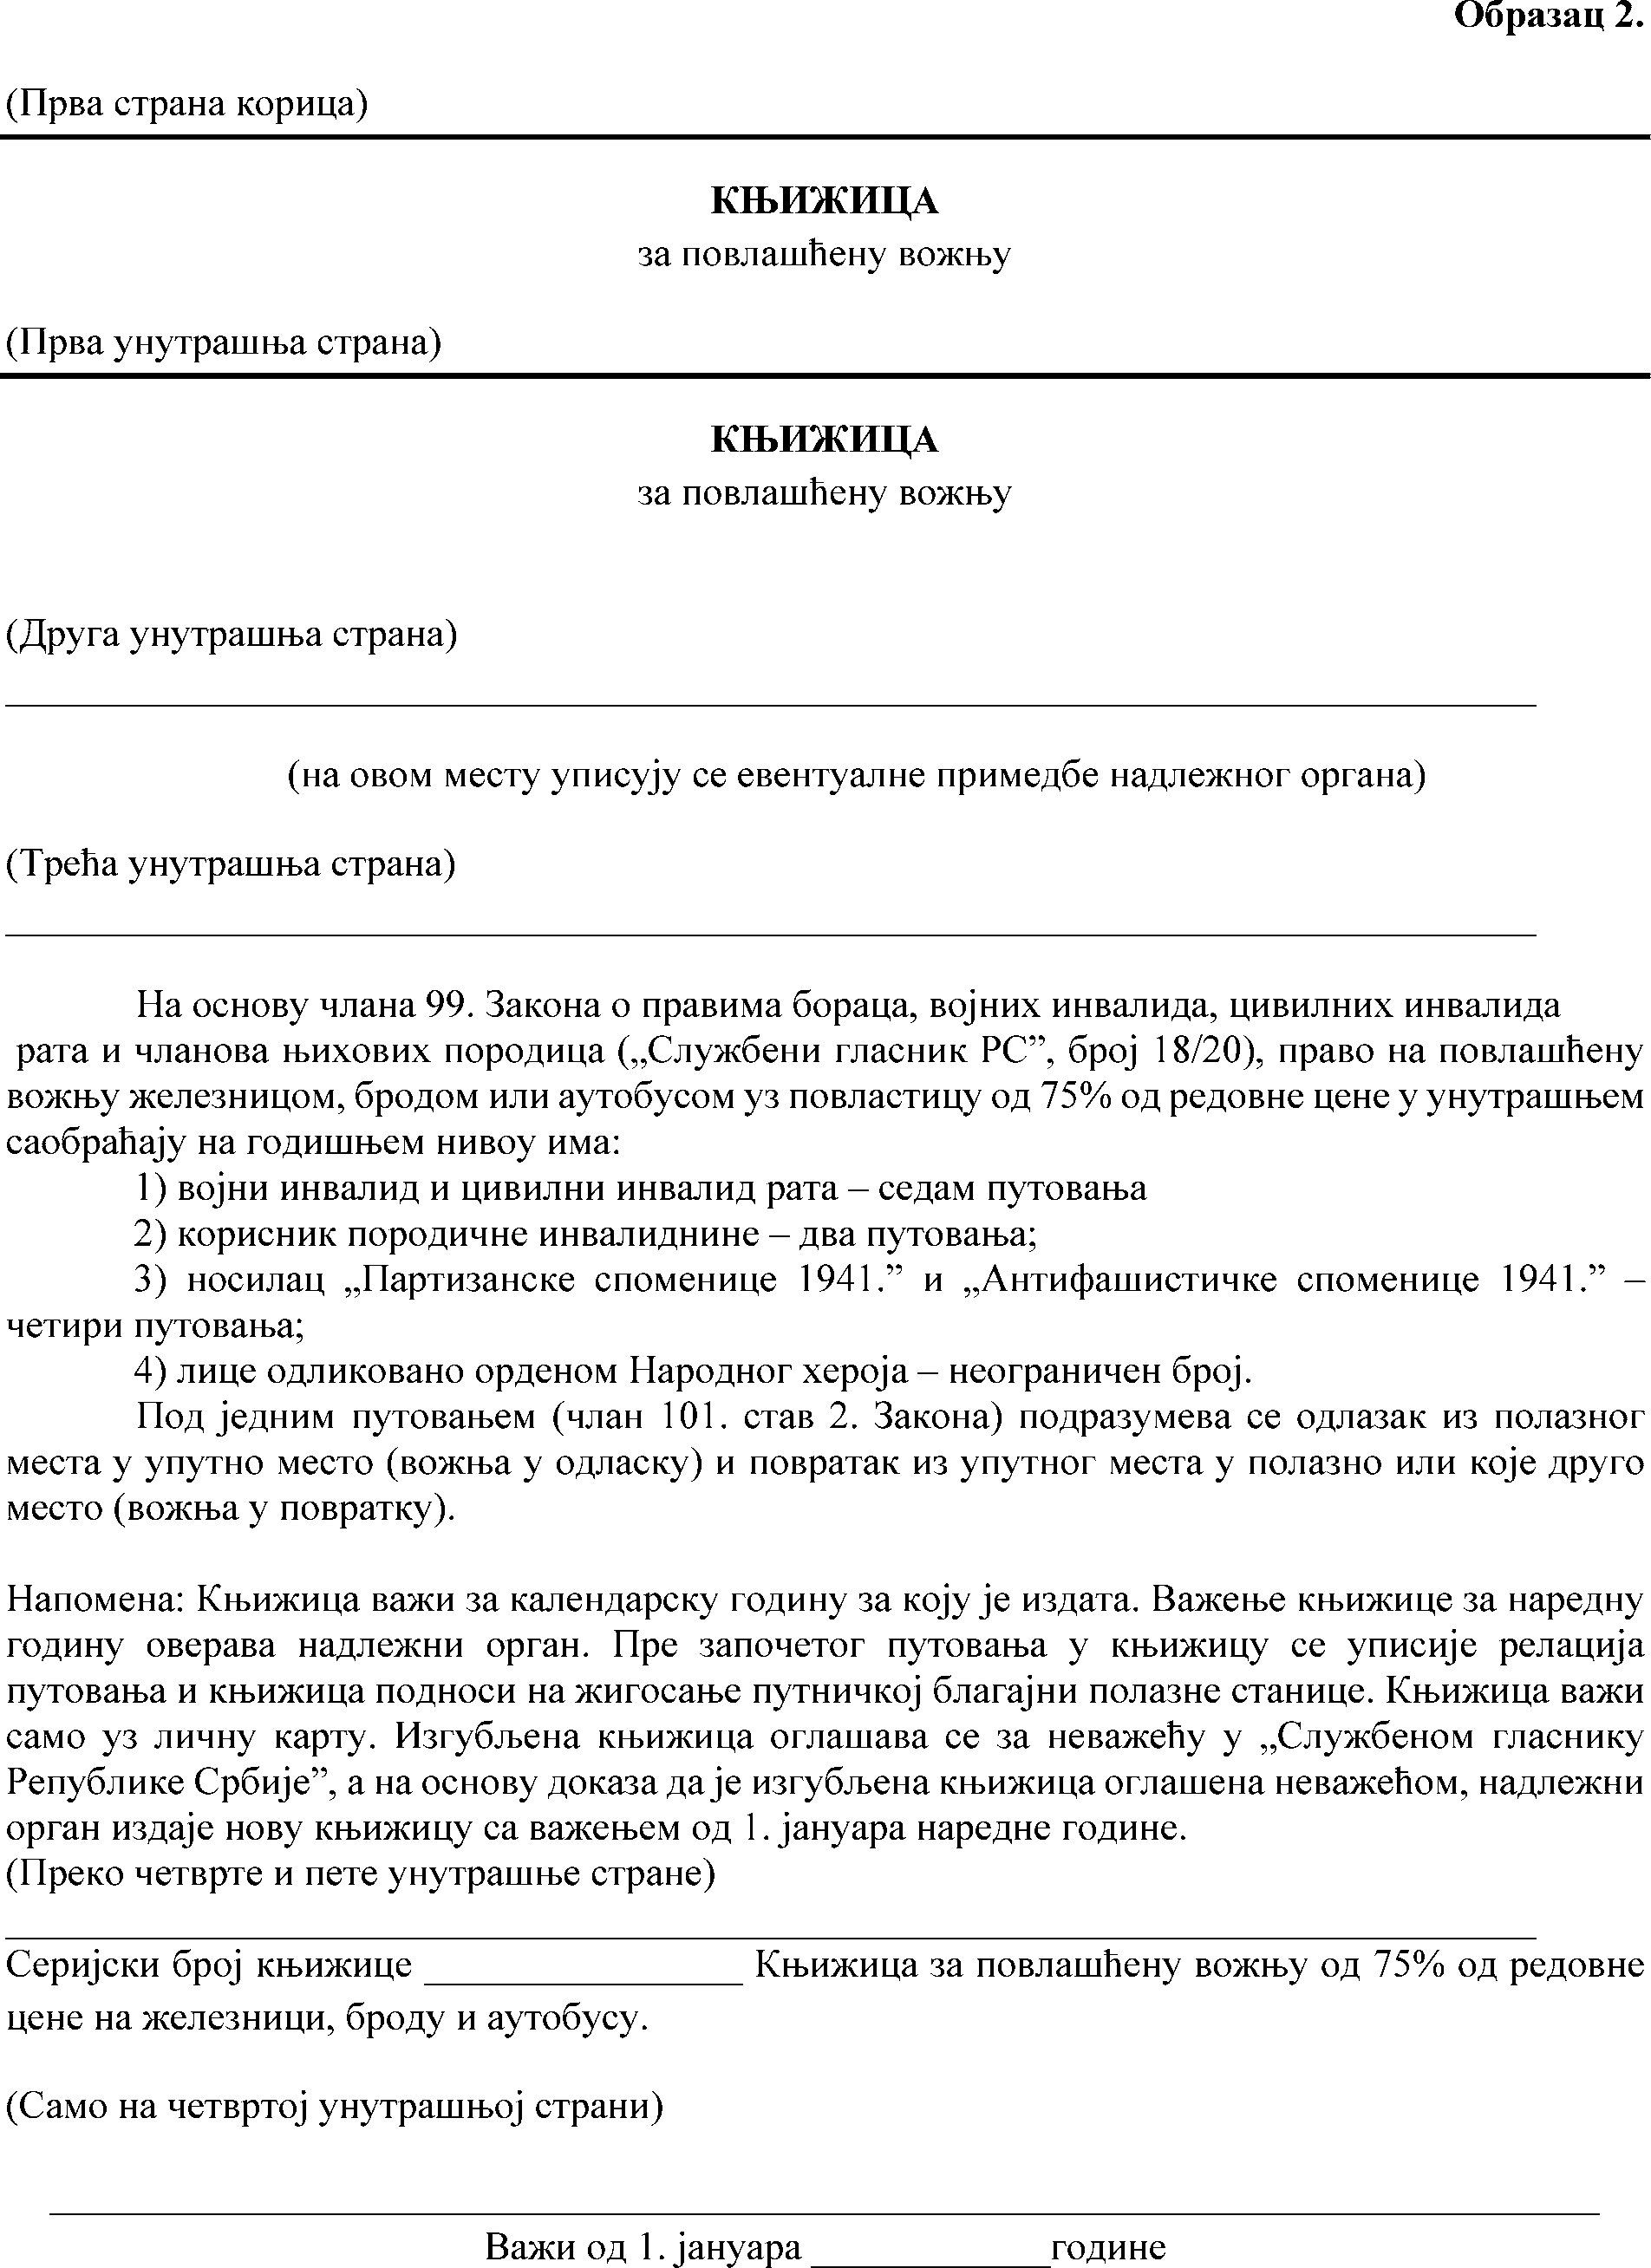 Образац 2.
(Прва страна корица)
КЊИЖИЦА
за повлашћену вожњу
(Прва унутрашња страна)
КЊИЖИЦА
за повлашћену вожњу
(Друга унутрашња страна)
(на овом месту уписују се евентуалне примедбе надлежног органа)
(Трећа унутрашња страна)
На основу члана 99. Закона о правима бораца, војних инвалида, цивилних инвалида
рата и чланова њихових породица („Службени гласник РС”, број 18/20), право на повлашћену
вожњу железницом, бродом или аутобусом уз повластицу од 75% од редовне цене у унутрашњем
саобраћају на годишњем нивоу има:
1) војни инвалид и цивилни инвалид рата – седам путовања
2) корисник породичне инвалиднине – два путовања;
3) носилац „Партизанске споменице 1941.” и „Антифашистичке споменице 1941.” –
четири путовања;
4) лице одликовано орденом Народног хероја – неограничен број.
Под једним путовањем (члан 101. став 2. Закона) подразумева се одлазак из полазног
места у упутно место (вожња у одласку) и повратак из упутног места у полазно или које друго
место (вожња у повратку).
Напомена: Књижица важи за календарску годину за коју је издата. Важење књижице за наредну
годину оверава надлежни орган. Пре започетог путовања у књижицу се уписије релација
путовања и књижица подноси на жигосање путничкој благајни полазне станице. Књижица важи
само уз личну карту. Изгубљена књижица оглашава се за неважећу у „Службеном гласнику
Републике Србије”, а на основу доказа да је изгубљена књижица оглашена неважећом, надлежни
орган издаје нову књижицу са важењем од 1. јануара наредне године.
(Преко четврте и пете унутрашње стране)
Серијски број књижице _______________ Књижица за повлашћену вожњу од 75% од редовне
цене на железници, броду и аутобусу.
(Само на четвртој унутрашњој страни)
Важи од 1. јануара ___________године